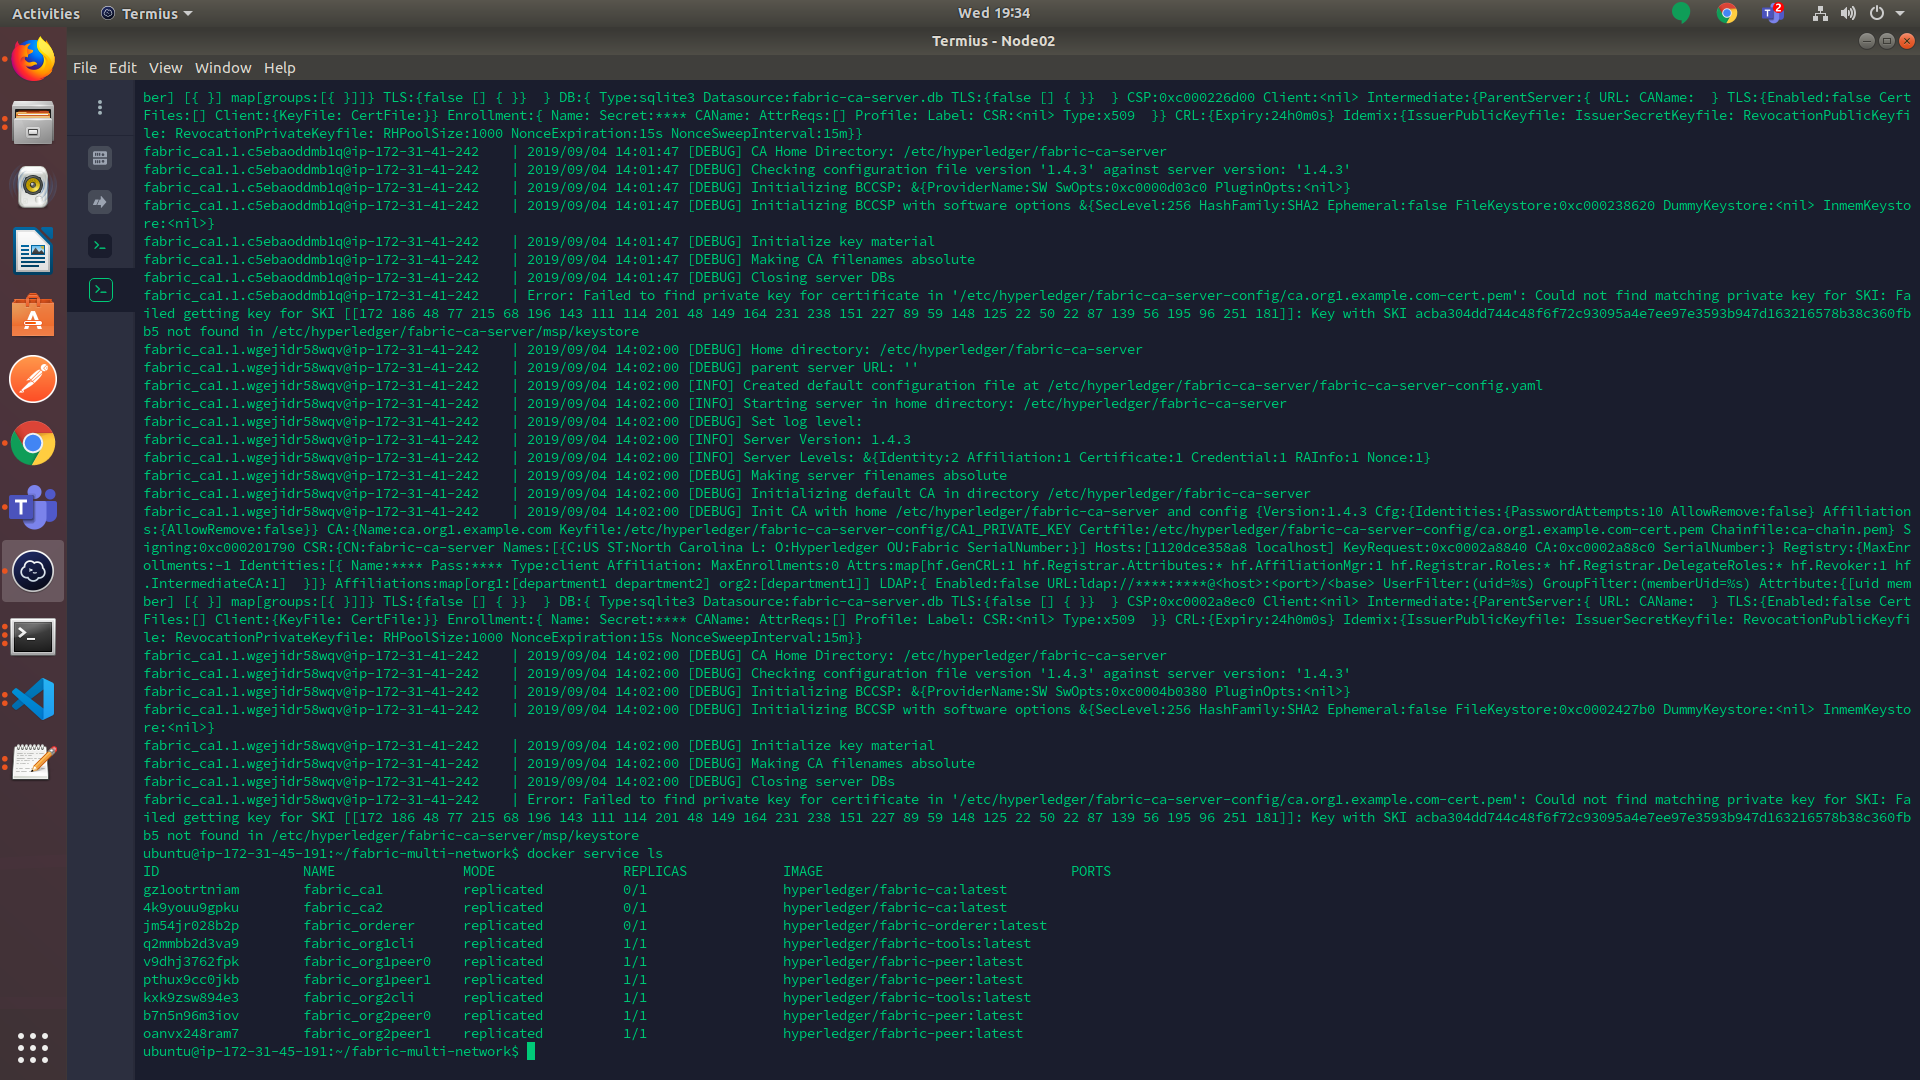 Activities
Termius
Wed 19:34
2
Termius - Node02
File Edit View Window Help
ber] [{ }] map[groups:[{ }]]} TLS:{false [] { }}  } DB:{ Type:sqlite3 Datasource:fabric-ca-server.db TLS:{false [] { }}  } CSP:0xc000226d00 Client:<nil> Intermediate:{ParentServer:{ URL: CAName:  } TLS:{Enabled:false Cert
Files:[] Client:{KeyFile: CertFile:}} Enrollment:{ Name: Secret:**** CAName: AttrReqs:[] Profile: Label: CSR:<nil> Type:x509  }} CRL:{Expiry:24h0m0s} Idemix:{IssuerPublicKeyfile: IssuerSecretKeyfile: RevocationPublicKeyfi
le: RevocationPrivateKeyfile: RHPoolSize:1000 NonceExpiration:15s NonceSweepInterval:15m}}
fabric_ca1.1.c5ebaoddmb1q@ip-172-31-41-242    | 2019/09/04 14:01:47 [DEBUG] CA Home Directory: /etc/hyperledger/fabric-ca-server
fabric_ca1.1.c5ebaoddmb1q@ip-172-31-41-242    | 2019/09/04 14:01:47 [DEBUG] Checking configuration file version '1.4.3' against server version: '1.4.3'
fabric_ca1.1.c5ebaoddmb1q@ip-172-31-41-242    | 2019/09/04 14:01:47 [DEBUG] Initializing BCCSP: &{ProviderName:SW SwOpts:0xc0000d03c0 PluginOpts:<nil>}
fabric_ca1.1.c5ebaoddmb1q@ip-172-31-41-242    | 2019/09/04 14:01:47 [DEBUG] Initializing BCCSP with software options &{SecLevel:256 HashFamily:SHA2 Ephemeral:false FileKeystore:0xc000238620 DummyKeystore:<nil> InmemKeysto
re:<nil>}
fabric_ca1.1.c5ebaoddmb1q@ip-172-31-41-242    | 2019/09/04 14:01:47 [DEBUG] Initialize key material
fabric_ca1.1.c5ebaoddmb1q@ip-172-31-41-242    | 2019/09/04 14:01:47 [DEBUG] Making CA filenames absolute
fabric_ca1.1.c5ebaoddmb1q@ip-172-31-41-242    | 2019/09/04 14:01:47 [DEBUG] Closing server DBs
fabric_ca1.1.c5ebaoddmb1q@ip-172-31-41-242    | Error: Failed to find private key for certificate in '/etc/hyperledger/fabric-ca-server-config/ca.org1.example.com-cert.pem': Could not find matching private key for SKI: Fa
iled getting key for SKI [[172 186 48 77 215 68 196 143 111 114 201 48 149 164 231 238 151 227 89 59 148 125 22 50 22 87 139 56 195 96 251 181]]: Key with SKI acba304dd744c48f6f72c93095a4e7ee97e3593b947d163216578b38c360fb
b5 not found in /etc/hyperledger/fabric-ca-server/msp/keystore
fabric_ca1.1.wgejidr58wqv@ip-172-31-41-242    | 2019/09/04 14:02:00 [DEBUG] Home directory: /etc/hyperledger/fabric-ca-server
fabric_ca1.1.wgejidr58wqv@ip-172-31-41-242    | 2019/09/04 14:02:00 [DEBUG] parent server URL: ''
fabric_ca1.1.wgejidr58wqv@ip-172-31-41-242    | 2019/09/04 14:02:00 [INFO] Created default configuration file at /etc/hyperledger/fabric-ca-server/fabric-ca-server-config.yaml
fabric_ca1.1.wgejidr58wqv@ip-172-31-41-242    | 2019/09/04 14:02:00 [INFO] Starting server in home directory: /etc/hyperledger/fabric-ca-server
fabric_ca1.1.wgejidr58wqv@ip-172-31-41-242    | 2019/09/04 14:02:00 [DEBUG] Set log level:
fabric_ca1.1.wgejidr58wqv@ip-172-31-41-242    | 2019/09/04 14:02:00 [INFO] Server Version: 1.4.3
fabric_ca1.1.wgejidr58wqv@ip-172-31-41-242    | 2019/09/04 14:02:00 [INFO] Server Levels: &{Identity:2 Affiliation:1 Certificate:1 Credential:1 RAInfo:1 Nonce:1}
fabric_ca1.1.wgejidr58wqv@ip-172-31-41-242    | 2019/09/04 14:02:00 [DEBUG] Making server filenames absolute
fabric_ca1.1.wgejidr58wqv@ip-172-31-41-242    | 2019/09/04 14:02:00 [DEBUG] Initializing default CA in directory /etc/hyperledger/fabric-ca-server
fabric_ca1.1.wgejidr58wqv@ip-172-31-41-242    | 2019/09/04 14:02:00 [DEBUG] Init CA with home /etc/hyperledger/fabric-ca-server and config {Version:1.4.3 Cfg:{Identities:{PasswordAttempts:10 AllowRemove:false} Affiliation
s:{AllowRemove:false}} CA:{Name:ca.org1.example.com Keyfile:/etc/hyperledger/fabric-ca-server-config/CA1_PRIVATE_KEY Certfile:/etc/hyperledger/fabric-ca-server-config/ca.org1.example.com-cert.pem Chainfile:ca-chain.pem} S
igning:0xc000201790 CSR:{CN:fabric-ca-server Names:[{C:US ST:North Carolina L: O:Hyperledger OU:Fabric SerialNumber:}] Hosts:[1120dce358a8 localhost] KeyRequest:0xc0002a8840 CA:0xc0002a88c0 SerialNumber:} Registry:{MaxEnr
ollments:-1 Identities:[{ Name:**** Pass:**** Type:client Affiliation: MaxEnrollments:0 Attrs:map[hf.GenCRL:1 hf.Registrar.Attributes:* hf.AffiliationMgr:1 hf.Registrar.Roles:* hf.Registrar.DelegateRoles:* hf.Revoker:1 hf
.IntermediateCA:1]  }]} Affiliations:map[org1:[department1 department2] org2:[department1]] LDAP:{ Enabled:false URL:ldap://****:****@<host>:<port>/<base> UserFilter:(uid=%s) GroupFilter:(memberUid=%s) Attribute:{[uid mem
ber] [{ }] map[groups:[{ }]]} TLS:{false [] { }}  } DB:{ Type:sqlite3 Datasource:fabric-ca-server.db TLS:{false [] { }}  } CSP:0xc0002a8ec0 Client:<nil> Intermediate:{ParentServer:{ URL: CAName:  } TLS:{Enabled:false Cert
Files:[] Client:{KeyFile: CertFile:}} Enrollment:{ Name: Secret:**** CAName: AttrReqs:[] Profile: Label: CSR:<nil> Type:x509  }} CRL:{Expiry:24h0m0s} Idemix:{IssuerPublicKeyfile: IssuerSecretKeyfile: RevocationPublicKeyfi
le: RevocationPrivateKeyfile: RHPoolSize:1000 NonceExpiration:15s NonceSweepInterval:15m}}
fabric_ca1.1.wgejidr58wqv@ip-172-31-41-242    | 2019/09/04 14:02:00 [DEBUG] CA Home Directory: /etc/hyperledger/fabric-ca-server
fabric_ca1.1.wgejidr58wqv@ip-172-31-41-242    | 2019/09/04 14:02:00 [DEBUG] Checking configuration file version '1.4.3' against server version: '1.4.3'
fabric_ca1.1.wgejidr58wqv@ip-172-31-41-242    | 2019/09/04 14:02:00 [DEBUG] Initializing BCCSP: &{ProviderName:SW SwOpts:0xc0004b0380 PluginOpts:<nil>}
fabric_ca1.1.wgejidr58wqv@ip-172-31-41-242    | 2019/09/04 14:02:00 [DEBUG] Initializing BCCSP with software options &{SecLevel:256 HashFamily:SHA2 Ephemeral:false FileKeystore:0xc0002427b0 DummyKeystore:<nil> InmemKeysto
re:<nil>}
fabric_ca1.1.wgejidr58wqv@ip-172-31-41-242    | 2019/09/04 14:02:00 [DEBUG] Initialize key material
fabric_ca1.1.wgejidr58wqv@ip-172-31-41-242    | 2019/09/04 14:02:00 [DEBUG] Making CA filenames absolute
fabric_ca1.1.wgejidr58wqv@ip-172-31-41-242    | 2019/09/04 14:02:00 [DEBUG] Closing server DBs
fabric_ca1.1.wgejidr58wqv@ip-172-31-41-242    | Error: Failed to find private key for certificate in '/etc/hyperledger/fabric-ca-server-config/ca.org1.example.com-cert.pem': Could not find matching private key for SKI: Fa
iled getting key for SKI [[172 186 48 77 215 68 196 143 111 114 201 48 149 164 231 238 151 227 89 59 148 125 22 50 22 87 139 56 195 96 251 181]]: Key with SKI acba304dd744c48f6f72c93095a4e7ee97e3593b947d163216578b38c360fb
b5 not found in /etc/hyperledger/fabric-ca-server/msp/keystore
ubuntu@ip-172-31-45-191:~/fabric-multi-network$ docker service ls
ID                  NAME                MODE                REPLICAS            IMAGE                               PORTS
gz1ootrtniam        fabric_ca1          replicated          0/1                 hyperledger/fabric-ca:latest
4k9youu9gpku        fabric_ca2          replicated          0/1                 hyperledger/fabric-ca:latest
jm54jr028b2p        fabric_orderer      replicated          0/1                 hyperledger/fabric-orderer:latest
q2mmbb2d3va9        fabric_org1cli      replicated          1/1                 hyperledger/fabric-tools:latest
v9dhj3762fpk        fabric_org1peer0    replicated          1/1                 hyperledger/fabric-peer:latest
pthux9cc0jkb        fabric_org1peer1    replicated          1/1                 hyperledger/fabric-peer:latest
kxk9zsw894e3        fabric_org2cli      replicated          1/1                 hyperledger/fabric-tools:latest
b7n5n96m3iov        fabric_org2peer0    replicated          1/1                 hyperledger/fabric-peer:latest
oanvx248ram7        fabric_org2peer1    replicated          1/1                 hyperledger/fabric-peer:latest
ubuntu@ip-172-31-45-191:~/fabric-multi-network$